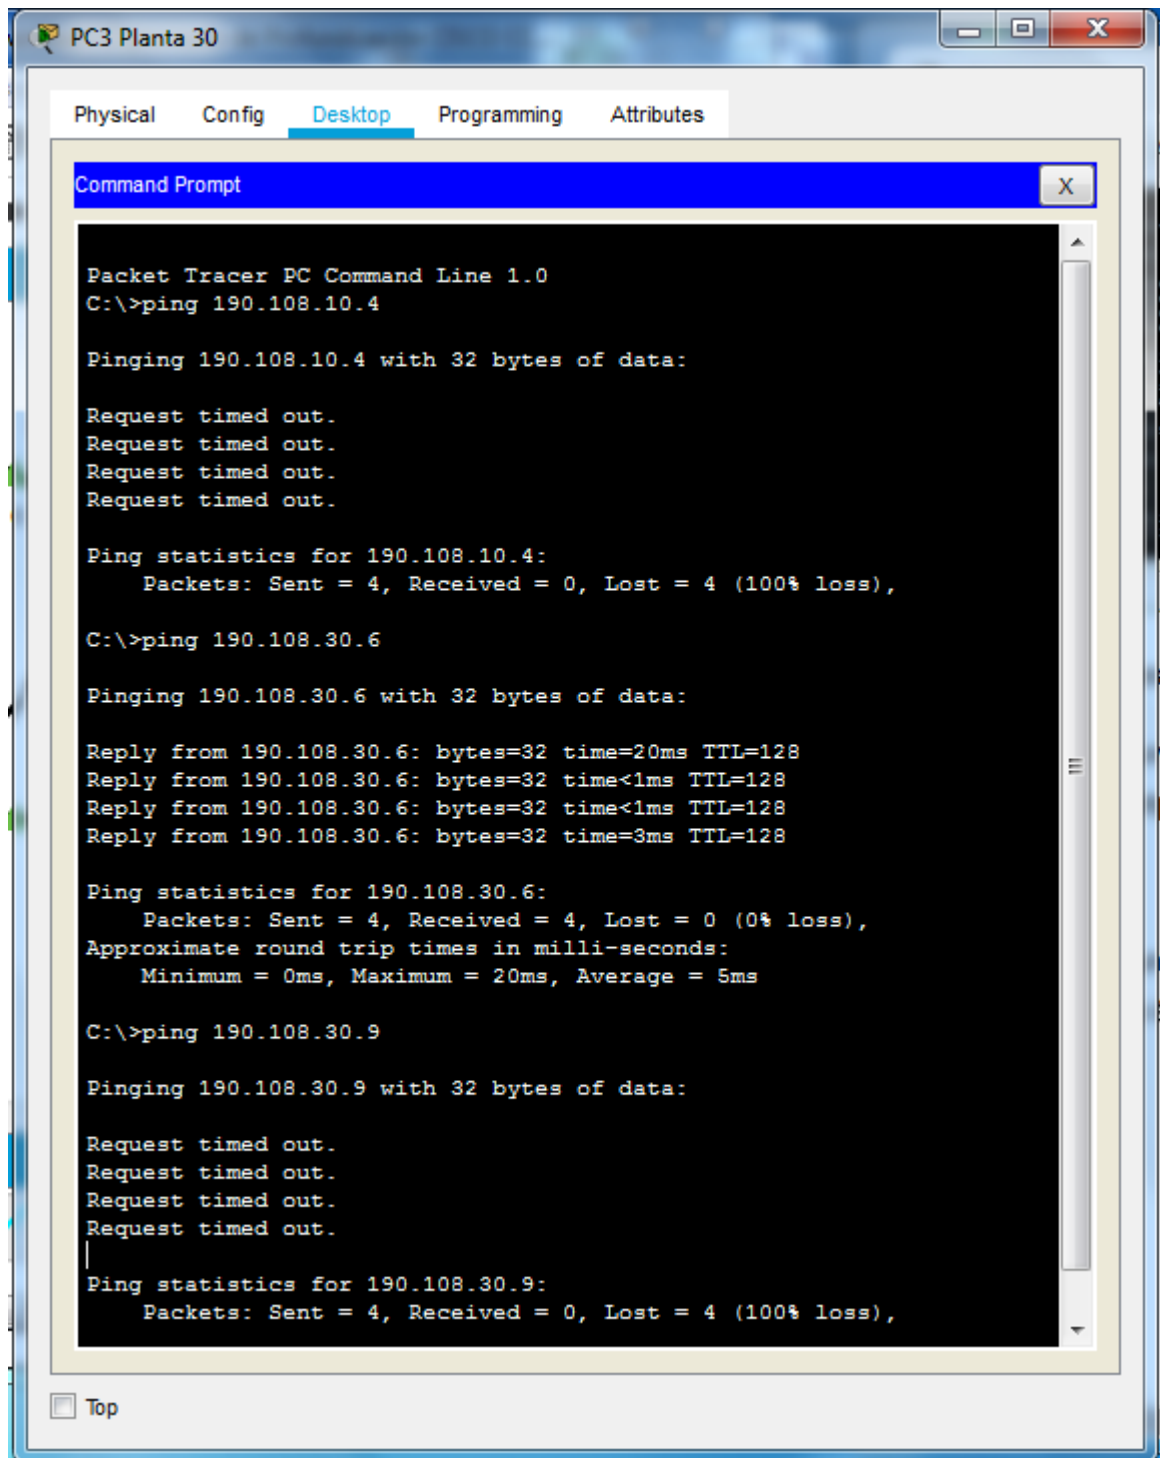 PC3 Planta 30
X
Physical Config Desktop Programming Attributes
Command Prompt
X
Packet Tracer PC Command Line 1.0
C:\>ping 190.108.10.4
Pinging 190.108.10.4 with 32 bytes of data:
Request timed out.
Request timed out.
Request timed out.
Request timed out.
Ping statistics for 190.108.10.4:
Packets: Sent = 4, Received = 0, Lost = 4 (100% loss),
C:\>ping 190.108.30.6
Pinging 190.108.30.6 with 32 bytes of data:
Reply from 190.108.30.6: bytes=32 time=20ms TTL=128
Reply from 190.108.30.6: bytes=32 time<1ms TTL=128
Reply from 190.108.30.6: bytes=32 time<1ms TTL=128
Reply from 190.108.30.6: bytes=32 time=3ms TTL=128
Ping statistics for 190.108.30.6:
Packets: Sent = 4, Received = 4, Lost = 0 (0% loss),
Approximate round trip times in milli-seconds:
Minimum = 0ms, Maximum = 20ms, Average = 5ms
C:\>ping 190.108.30.9
Pinging 190.108.30.9 with 32 bytes of data:
Request timed out.
Request timed out.
Request timed out.
Request timed out.
Ping statistics for 190.108.30.9:
Packets: Sent = 4, Received = 0, Lost = 4 (100% loss),
Top